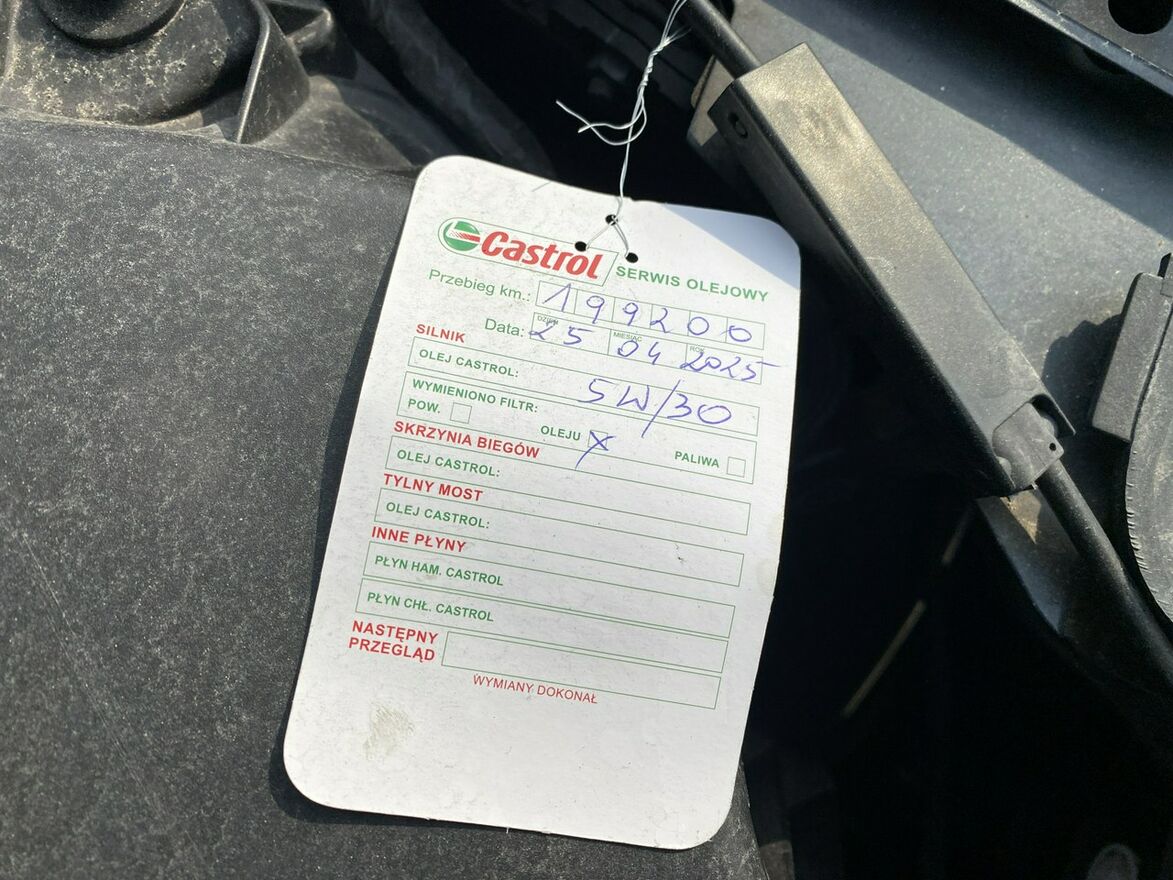 Castrol SERWIS OLEJOWY
Przebieg km.: 199200
DZIEŃ MIESIĄC ROK
Data: 25 04 2025
SILNIK
OLEJ CASTROL: 5W/30
WYMIENIONO FILTR:
POW. OLEJU X PALIWA
SKRZYNIA BIEGÓW
OLEJ CASTROL:
TYLNY MOST
OLEJ CASTROL:
INNE PŁYNY
PŁYN HAM. CASTROL
PŁYN CHŁ. CASTROL
NASTĘPNY
PRZEGLĄD
WYMIANY DOKONAŁ